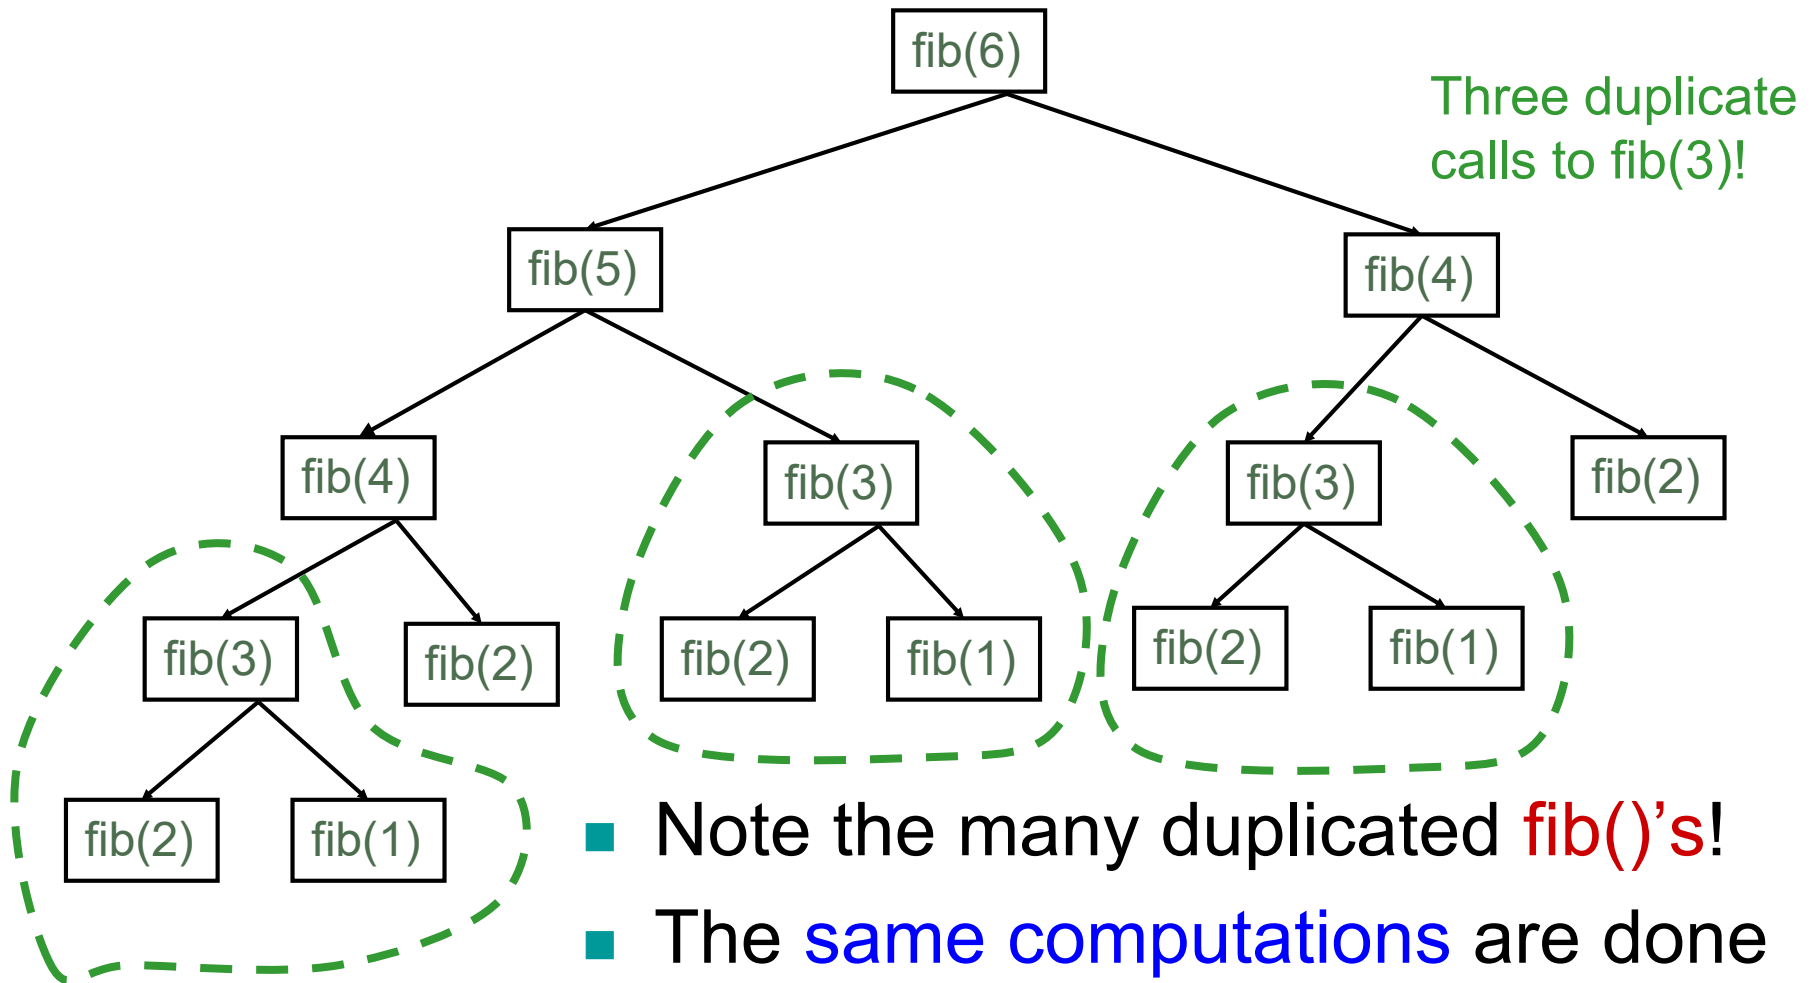 fib(6)
Three duplicate
calls to fib(3)!
fib(5)
fib(4)
fib(4)
fib(3)
fib(3)
fib(2)
fib(3)
fib(2)
fib(2)
fib(1)
fib(2)
fib(1)
fib(2)
fib(1)
Note the many duplicated fib()’s!
The same computations are done